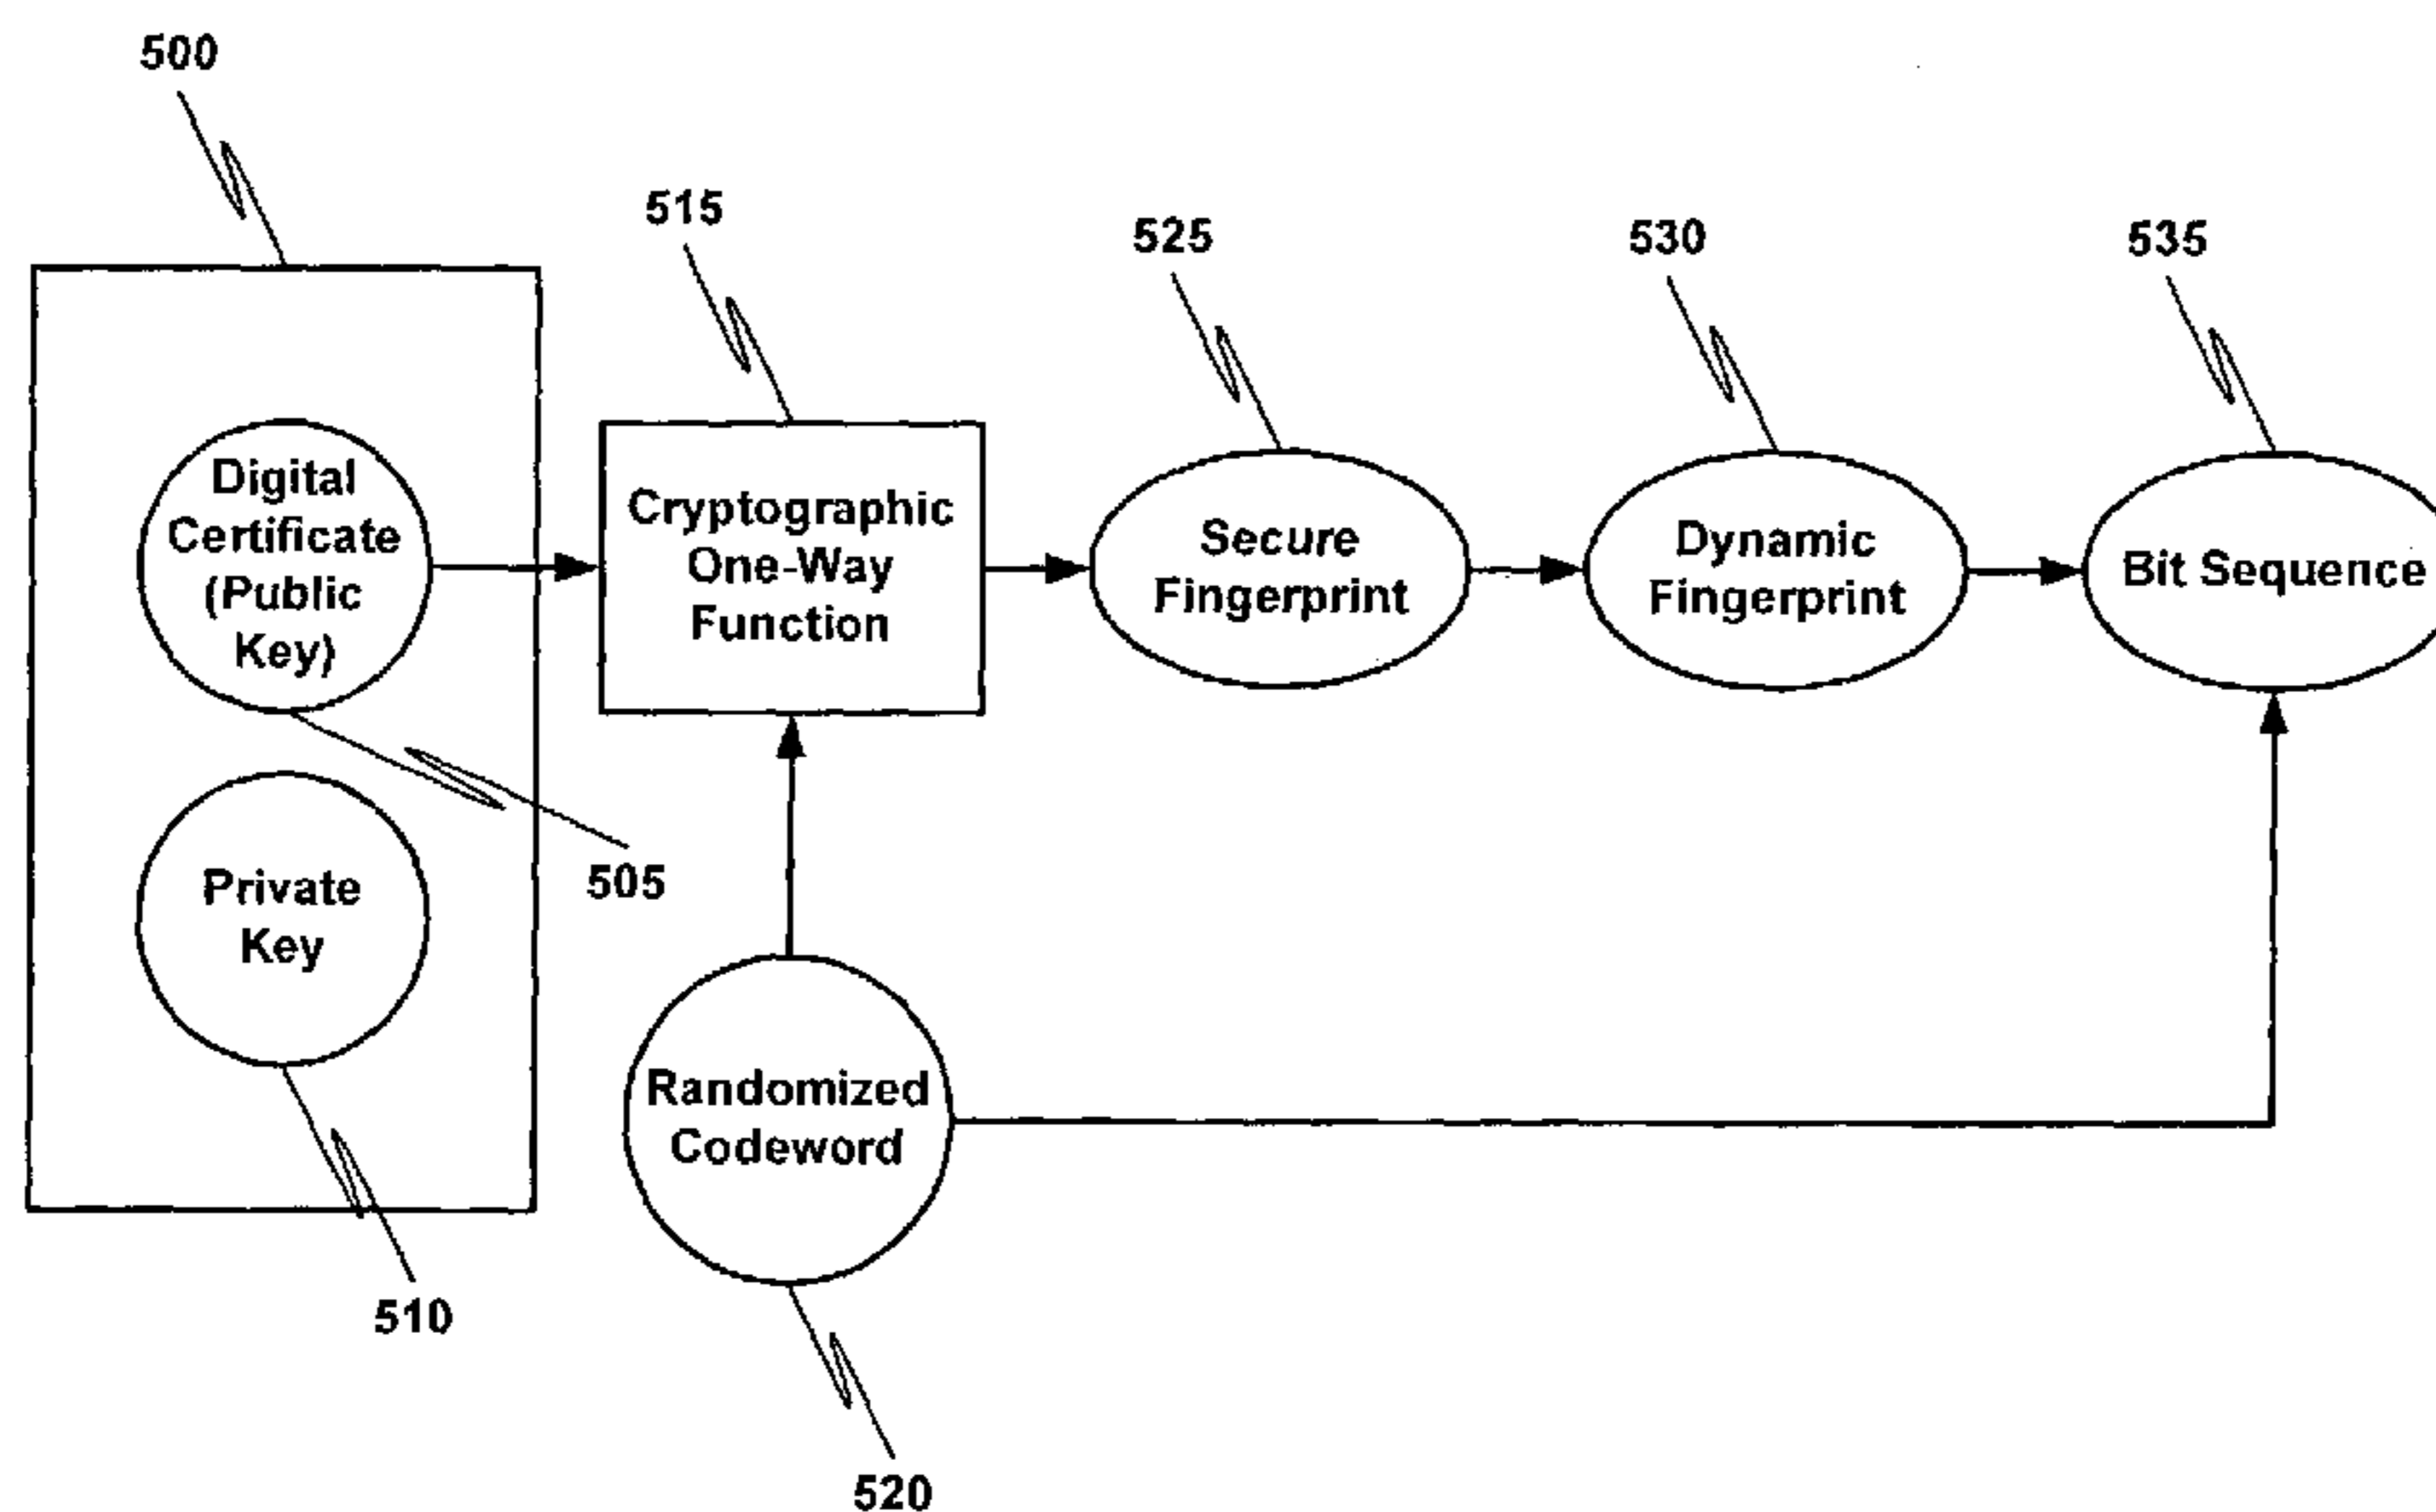 500
515
525
530
535
Digital
Certificate
(Public
Key)
Cryptographic
One-Way
Function
Secure
Fingerprint
Dynamic
Fingerprint
Bit Sequence
505
Private
Key
Randomized
Codeword
510
520